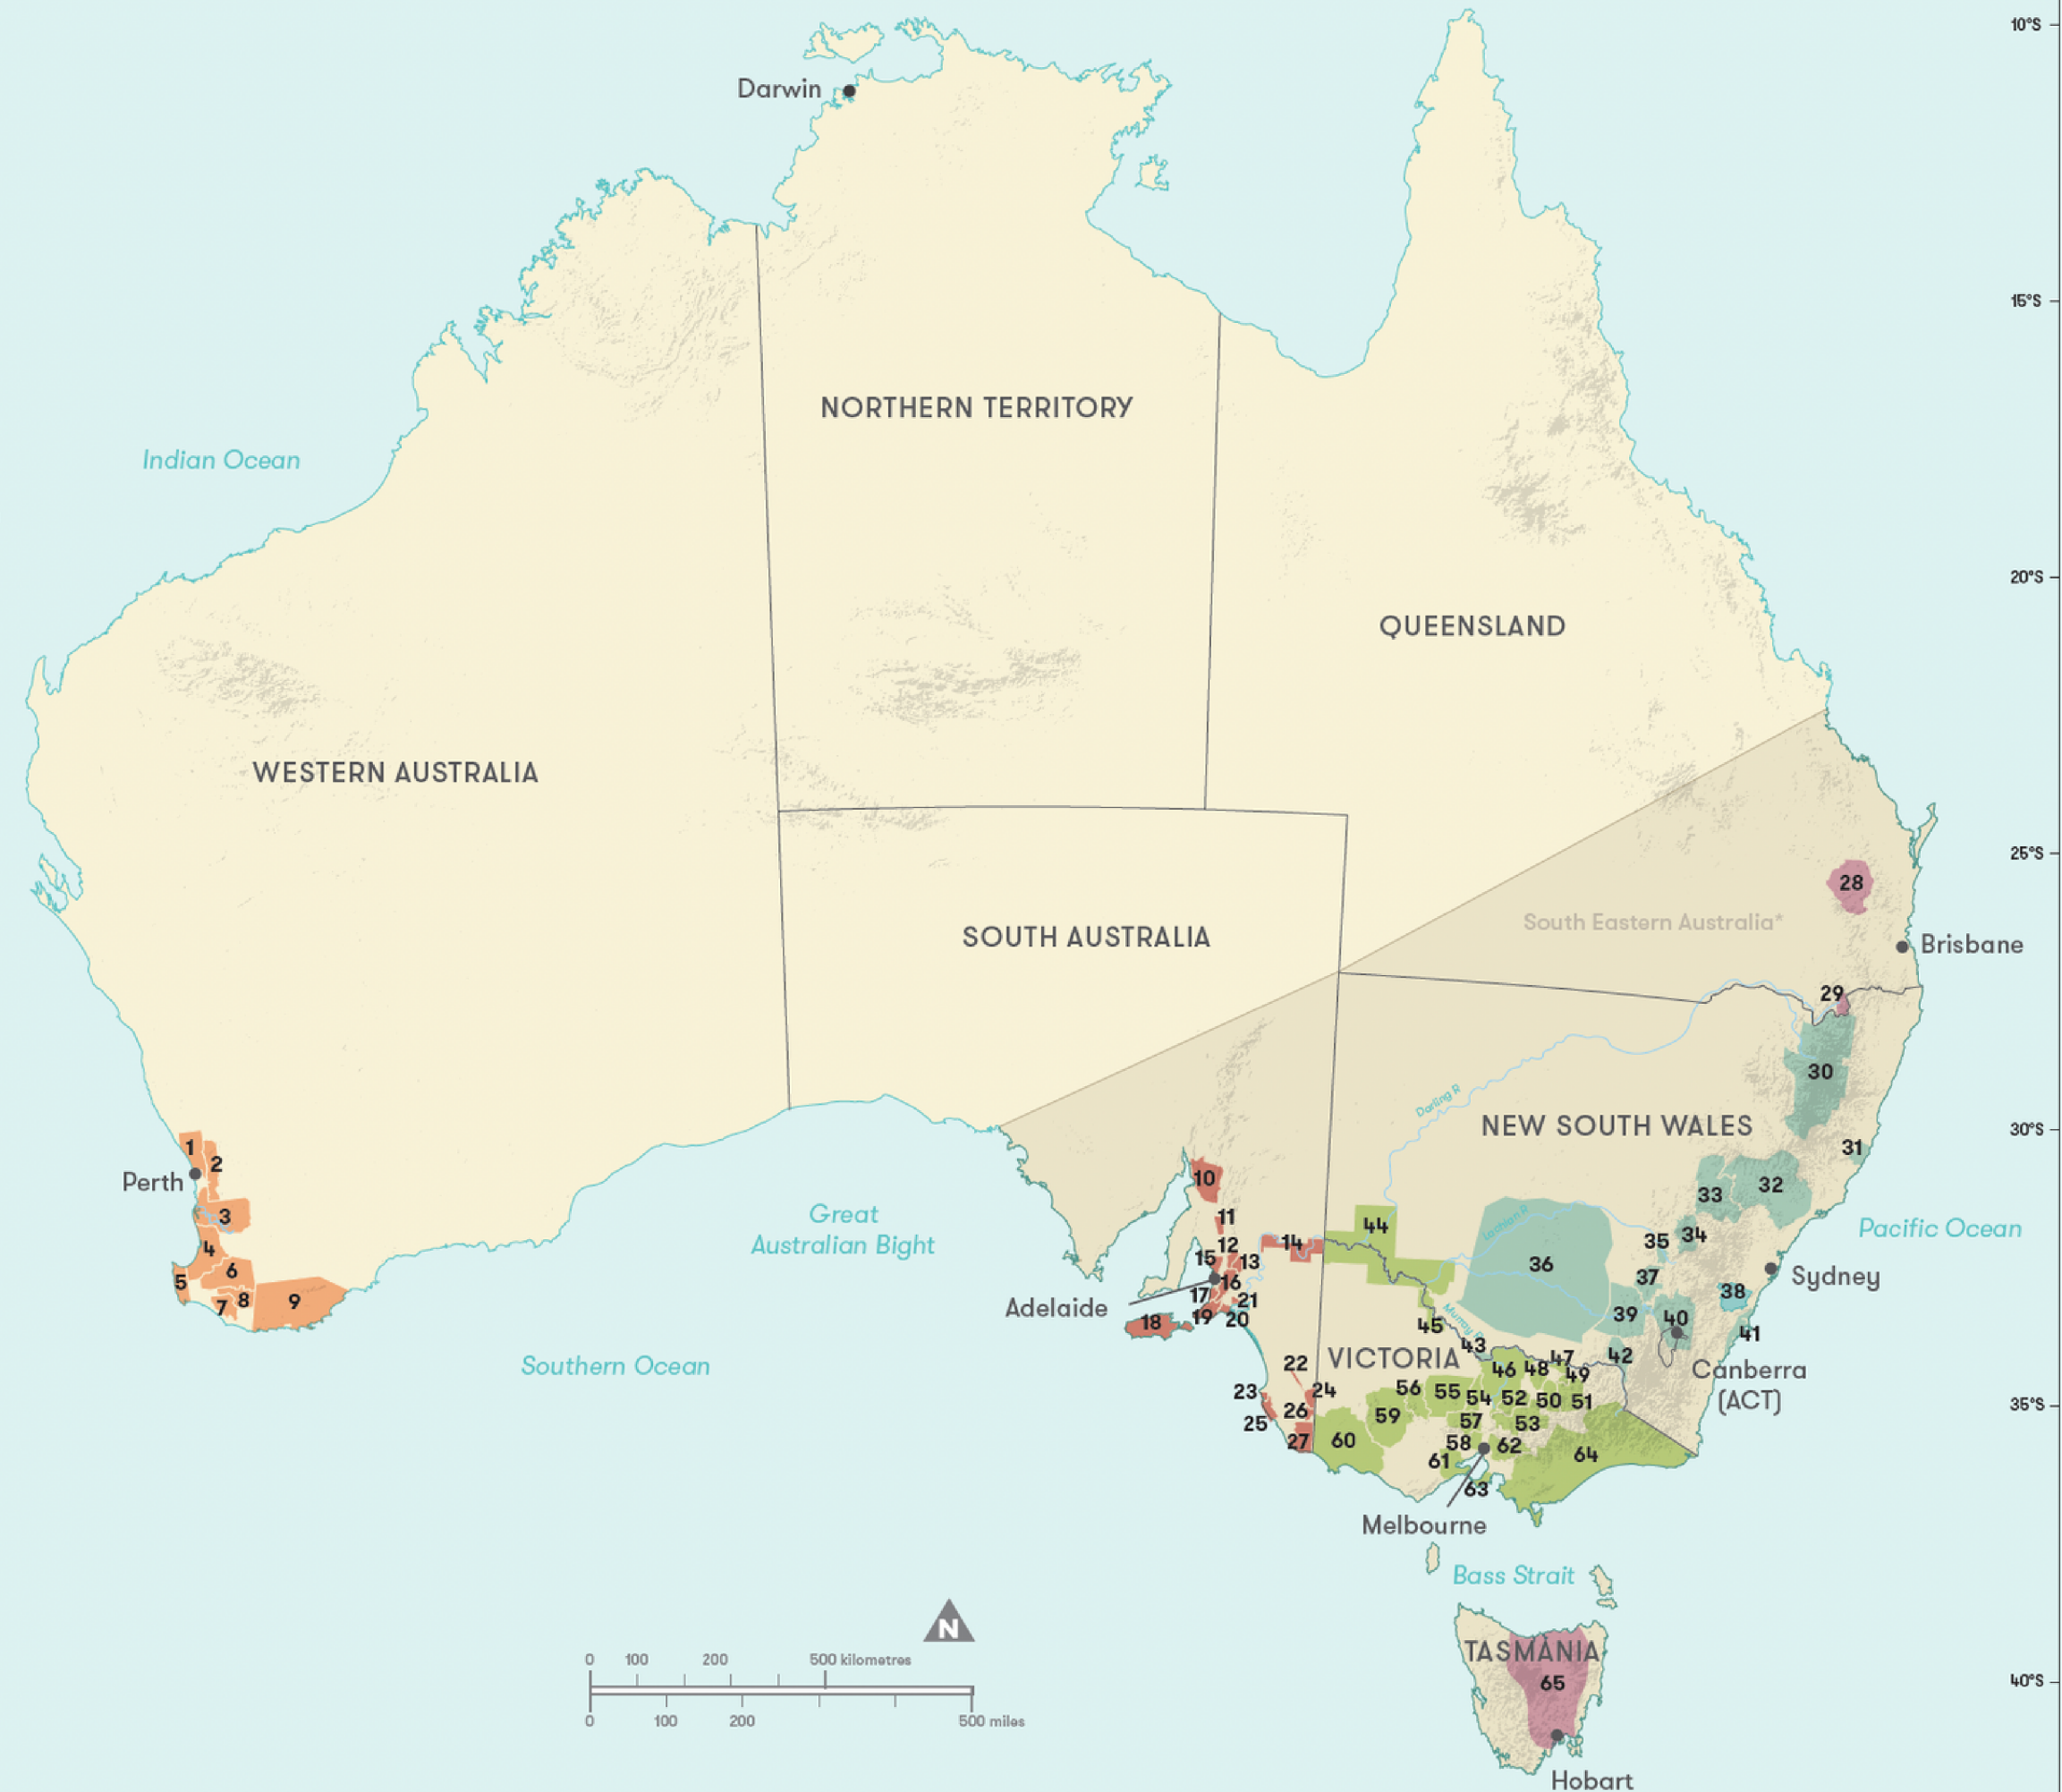 10°S
Darwin
15°S
NORTHERN TERRITORY
Indian Ocean
20°S
QUEENSLAND
WESTERN AUSTRALIA
25°S
28
South Eastern Australia*
SOUTH AUSTRALIA
Brisbane
29
30
Darling R
NEW SOUTH WALES
30°S
1
2
Perth
31
10
32
33
3
11
Great
Australian Bight
Lachlan R
44
Pacific Ocean
4
12
14
35
34
15
13
36
6
5
16
37
Sydney
9
8
7
17
21
38
Adelaide
18
19
20
39
40
45
Murray R
41
43
VICTORIA
42
Southern Ocean
22
46
48
47
49
Canberra
(ACT)
23
24
56
55
54
52
50
51
35°S
25
26
59
57
53
27
60
58
62
64
61
63
Melbourne
Bass Strait
N
TASMANIA
0 100 200 500 kilometres
65
40°S
0 100 200 500 miles
Hobart